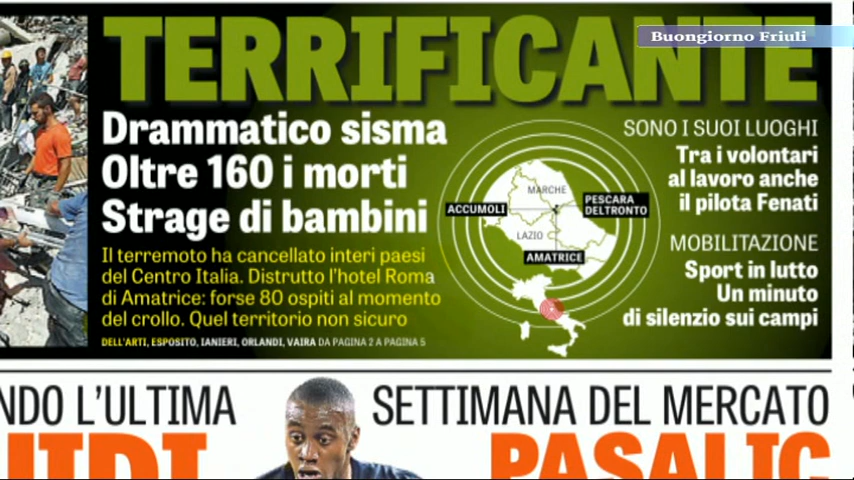 Buongiorno Friuli
TERRIFICANTE
Drammatico sisma
Oltre 160 i morti
Strage di bambini
Il terremoto ha cancellato interi paesi
del Centro Italia. Distrutto l'hotel Roma
di Amatrice: forse 80 ospiti al momento
del crollo. Quel territorio non sicuro
DELL'ARTI, ESPOSITO, IANIERI, ORLANDI, VAIRA DA PAGINA 2 A PAGINA 5
MARCHE
ACCUMOLI
PESCARA
DELTRONTO
LAZIO
AMATRICE
SONO I SUOI LUOGHI
Tra i volontari
al lavoro anche
il pilota Fenati
MOBILITAZIONE
Sport in lutto
Un minuto
di silenzio sui campi
NDO L'ULTIMA
SETTIMANA DEL MERCATO
PASALIC